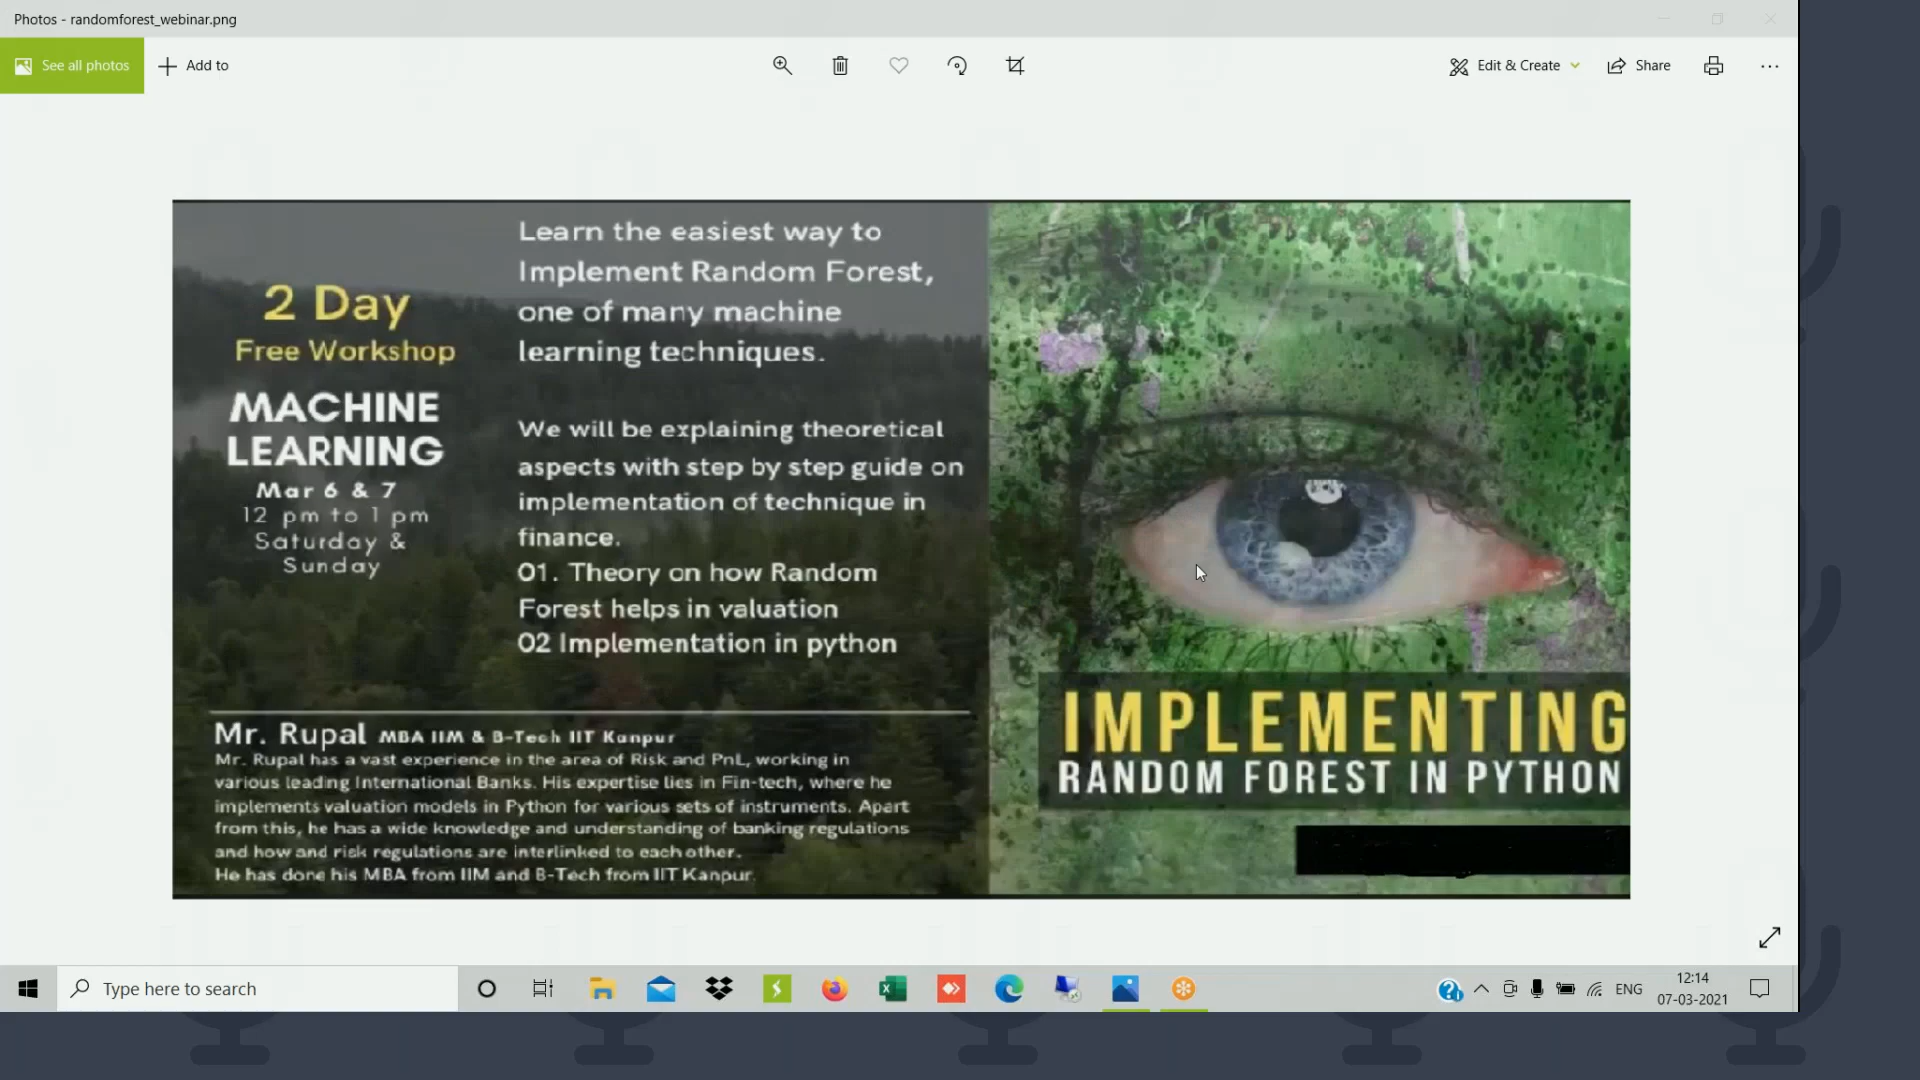 Photos - randomforest_webinar.png
See all photos
Add to
Edit & Create
Share
2 Day
Free Workshop
MACHINE
LEARNING
Mar 6 & 7
12 pm to 1 pm
Saturday &
Sunday
Learn the easiest way to
Implement Random Forest,
one of many machine
learning techniques.
We will be explaining theoretical
aspects with step by step guide on
implementation of technique in
finance.
01. Theory on how Random
Forest helps in valuation
02 Implementation in python
Mr. Rupal MBA IIM & B-Tech IIT Kanpur
Mr. Rupal has a vast experience in the area of Risk and PnL, working in
various leading International Banks. His expertise lies in Fin-tech, where he
implements valuation models in Python for various sets of instruments. Apart
from this, he has a wide knowledge and understanding of banking regulations
and how and risk regulations are interlinked to each other.
He has done his MBA from IIM and B-Tech from IIT Kanpur.
IMPLEMENTING
RANDOM FOREST IN PYTHON
Type here to search
ENG
12:14
07-03-2021